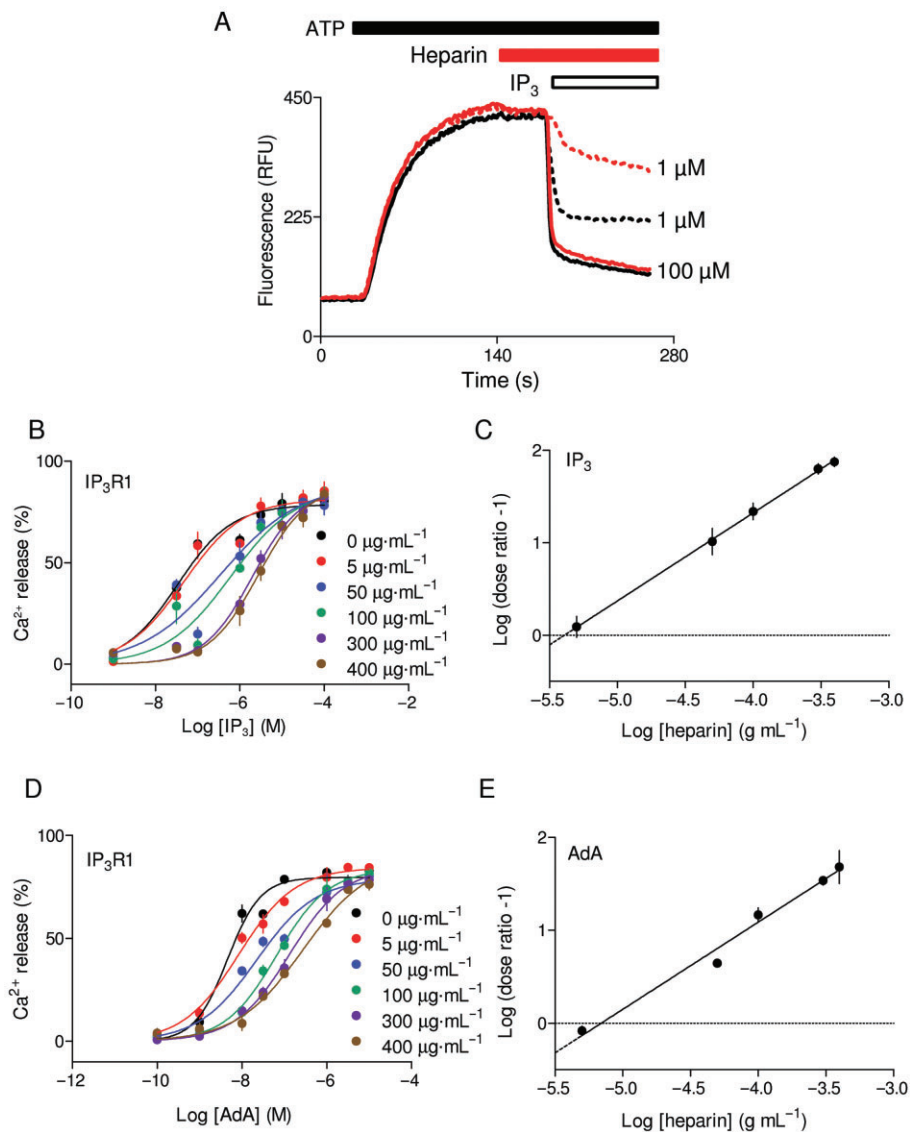 A
ATP
Heparin
IP₃
450
225
0
Fluorescence (RFU)
1 µM
1 µM
100 µM
0 140 280
Time (s)
B
IP₃R1
100
50
0
Ca²⁺ release (%)
0 µg·mL⁻¹
5 µg·mL⁻¹
50 µg·mL⁻¹
100 µg·mL⁻¹
300 µg·mL⁻¹
400 µg·mL⁻¹
−10 −8 −6 −4 −2
Log [IP₃] (M)
C
IP₃
2
1
0
Log (dose ratio -1)
−5.5 −5.0 −4.5 −4.0 −3.5 −3.0
Log [heparin] (g mL⁻¹)
D
IP₃R1
100
50
0
Ca²⁺ release (%)
0 µg·mL⁻¹
5 µg·mL⁻¹
50 µg·mL⁻¹
100 µg·mL⁻¹
300 µg·mL⁻¹
400 µg·mL⁻¹
−12 −10 −8 −6 −4
Log [AdA] (M)
E
AdA
2
1
0
Log (dose ratio -1)
−5.5 −5.0 −4.5 −4.0 −3.5 −3.0
Log [heparin] (g mL⁻¹)